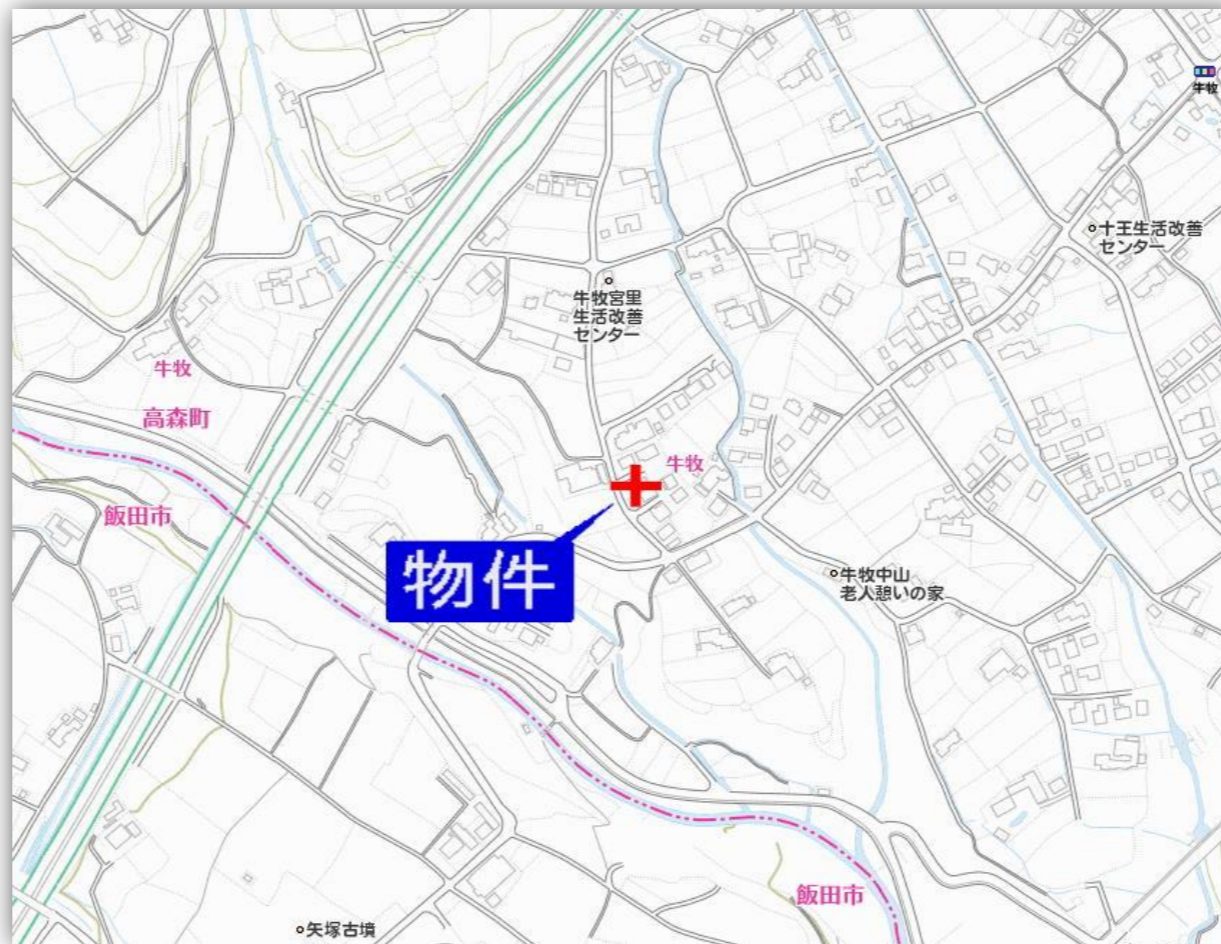 牛牧
十王生活改善
センター
牛牧宮里
生活改善
センター
牛牧
高森町
牛牧
飯田市
物件
牛牧中山
老人憩いの家
飯田市
矢塚古墳